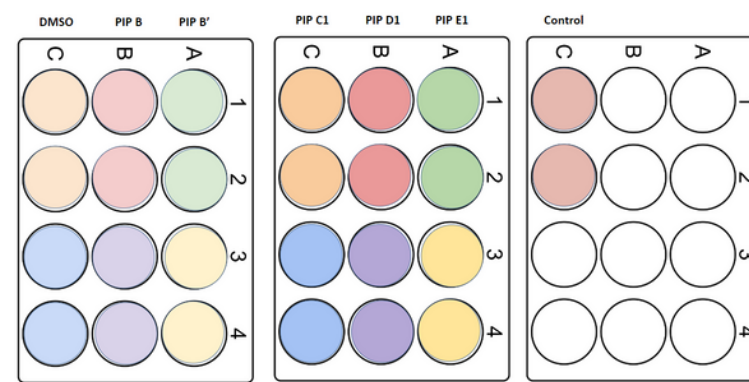 DMSO PIP B PIP B’ PIP C1 PIP D1 PIP E1 Control
C B A C B A C B A
1 1 1
2 2 2
3 3 3
4 4 4